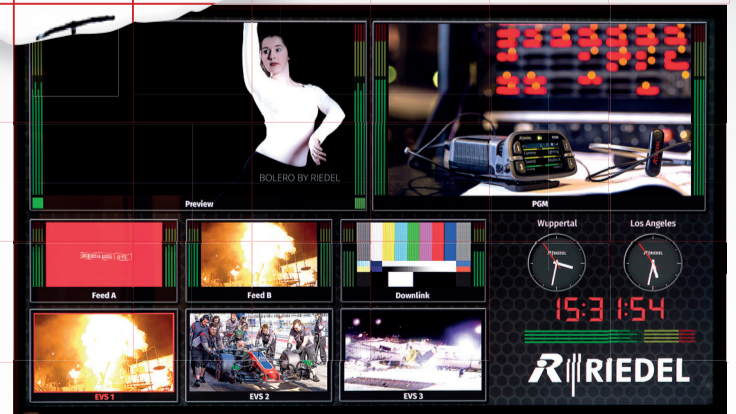 BOLERO BY RIEDEL
Preview
PGM
Feed A
Feed B
Downlink
EVS 1
EVS 2
EVS 3
Wuppertal
Los Angeles
15:31:54
RIEDEL